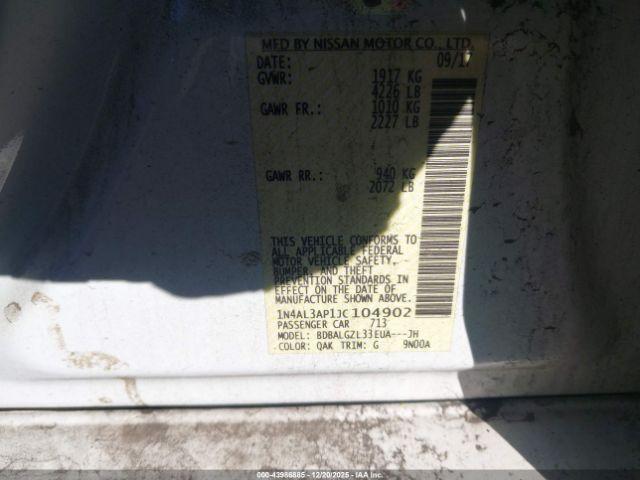 MFD BY NISSAN MOTOR CO., LTD.
DATE: 09/17
GVWR: 1917 KG
4226 LB
GAWR FR.: 1010 KG
2227 LB
GAWR RR.: 940 KG
2072 LB
THIS VEHICLE CONFORMS TO
ALL APPLICABLE FEDERAL
MOTOR VEHICLE SAFETY,
BUMPER, AND THEFT
PREVENTION STANDARDS IN
EFFECT ON THE DATE OF
MANUFACTURE SHOWN ABOVE.
1N4AL3AP1JC104902
PASSENGER CAR 713
MODEL: BDBALGZL33EUA---JH
COLOR: QAK TRIM: G 9N00A
000-43986885 - 12/20/2025 - IAAI.COM